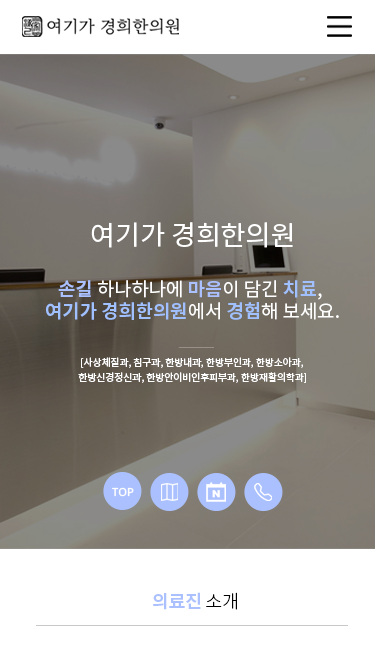 여기가 경희한의원
여기가 경희한의원
손길 하나하나에 마음이 담긴 치료,
여기가 경희한의원에서 경험해 보세요.
[사상체질과, 침구과, 한방내과, 한방부인과, 한방소아과,
한방신경정신과, 한방안이비인후피부과, 한방재활의학과]
TOP
N
의료진 소개